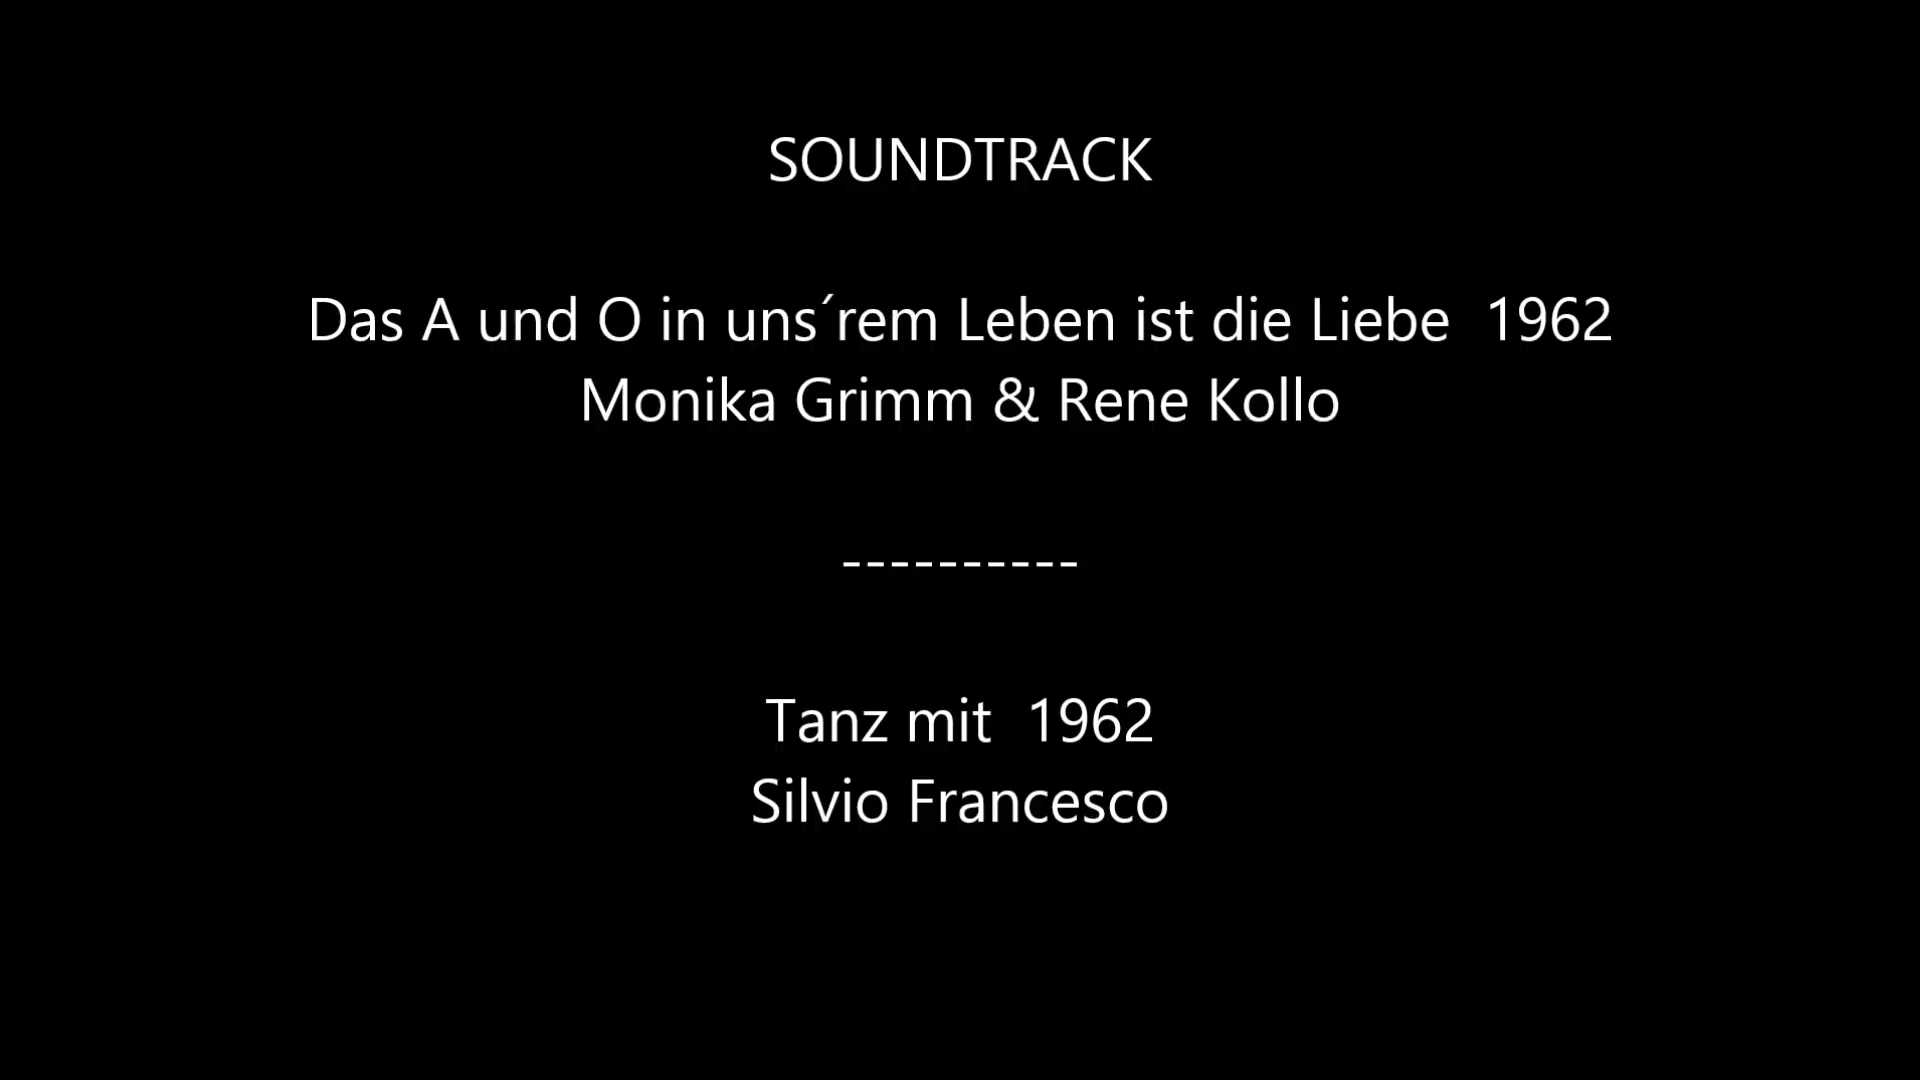 SOUNDTRACK
Das A und O in uns´rem Leben ist die Liebe  1962
Monika Grimm & Rene Kollo
----------
Tanz mit  1962
Silvio Francesco